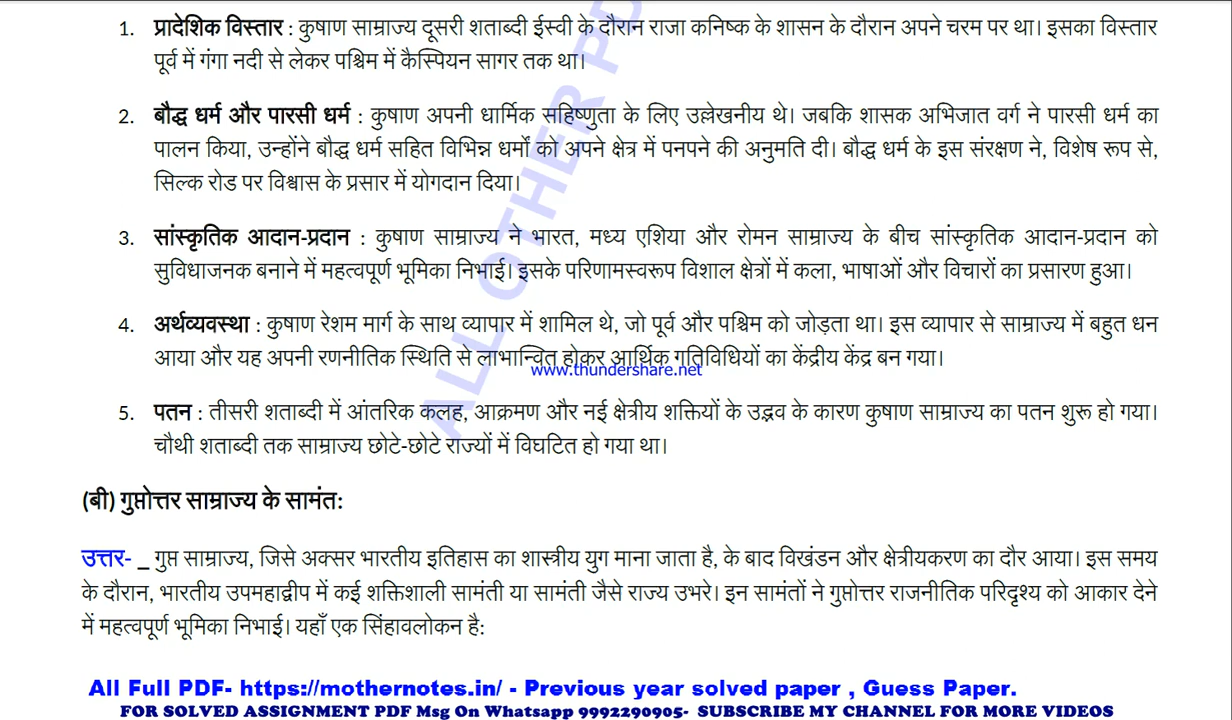 1. प्रादेशिक विस्तार : कुषाण साम्राज्य दूसरी शताब्दी ईस्वी के दौरान राजा कनिष्क के शासन के दौरान अपने चरम पर था। इसका विस्तार
पूर्व में गंगा नदी से लेकर पश्चिम में कैस्पियन सागर तक था।
2. बौद्ध धर्म और पारसी धर्म : कुषाण अपनी धार्मिक सहिष्णुता के लिए उल्लेखनीय थे। जबकि शासक अभिजात वर्ग ने पारसी धर्म का
पालन किया, उन्होंने बौद्ध धर्म सहित विभिन्न धर्मों को अपने क्षेत्र में पनपने की अनुमति दी। बौद्ध धर्म के इस संरक्षण ने, विशेष रूप से,
सिल्क रोड पर विश्वास के प्रसार में योगदान दिया।
3. सांस्कृतिक आदान-प्रदान : कुषाण साम्राज्य ने भारत, मध्य एशिया और रोमन साम्राज्य के बीच सांस्कृतिक आदान-प्रदान को
सुविधाजनक बनाने में महत्वपूर्ण भूमिका निभाई। इसके परिणामस्वरूप विशाल क्षेत्रों में कला, भाषाओं और विचारों का प्रसारण हुआ।
4. अर्थव्यवस्था : कुषाण रेशम मार्ग के साथ व्यापार में शामिल थे, जो पूर्व और पश्चिम को जोड़ता था। इस व्यापार से साम्राज्य में बहुत धन
आया और यह अपनी रणनीतिक स्थिति से लाभान्वित होकर आर्थिक गतिविधियों का केंद्रीय केंद्र बन गया।
www.thundershare.net
5. पतन : तीसरी शताब्दी में आंतरिक कलह, आक्रमण और नई क्षेत्रीय शक्तियों के उद्भव के कारण कुषाण साम्राज्य का पतन शुरू हो गया।
चौथी शताब्दी तक साम्राज्य छोटे-छोटे राज्यों में विघटित हो गया था।
(बी) गुप्तोत्तर साम्राज्य के सामंत:
उत्तर- _ गुप्त साम्राज्य, जिसे अक्सर भारतीय इतिहास का शास्त्रीय युग माना जाता है, के बाद विखंडन और क्षेत्रीयकरण का दौर आया। इस समय
के दौरान, भारतीय उपमहाद्वीप में कई शक्तिशाली सामंती या सामंती जैसे राज्य उभरे। इन सामंतों ने गुप्तोत्तर राजनीतिक परिदृश्य को आकार देने
में महत्वपूर्ण भूमिका निभाई। यहाँ एक सिंहावलोकन है:
ALL OTHER PD
All Full PDF- https://mothernotes.in/ - Previous year solved paper , Guess Paper.
FOR SOLVED ASSIGNMENT PDF Msg On Whatsapp 9992290905- SUBSCRIBE MY CHANNEL FOR MORE VIDEOS